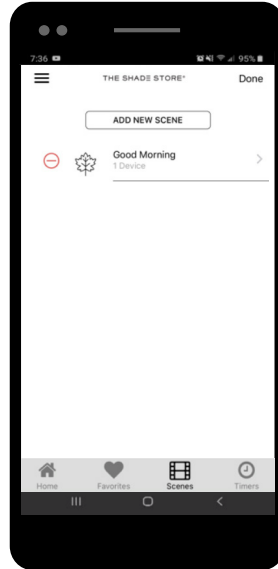 7:36 95%
THE SHADE STORE® Done
ADD NEW SCENE
Good Morning
1 Device
Home Favorites Scenes Timers